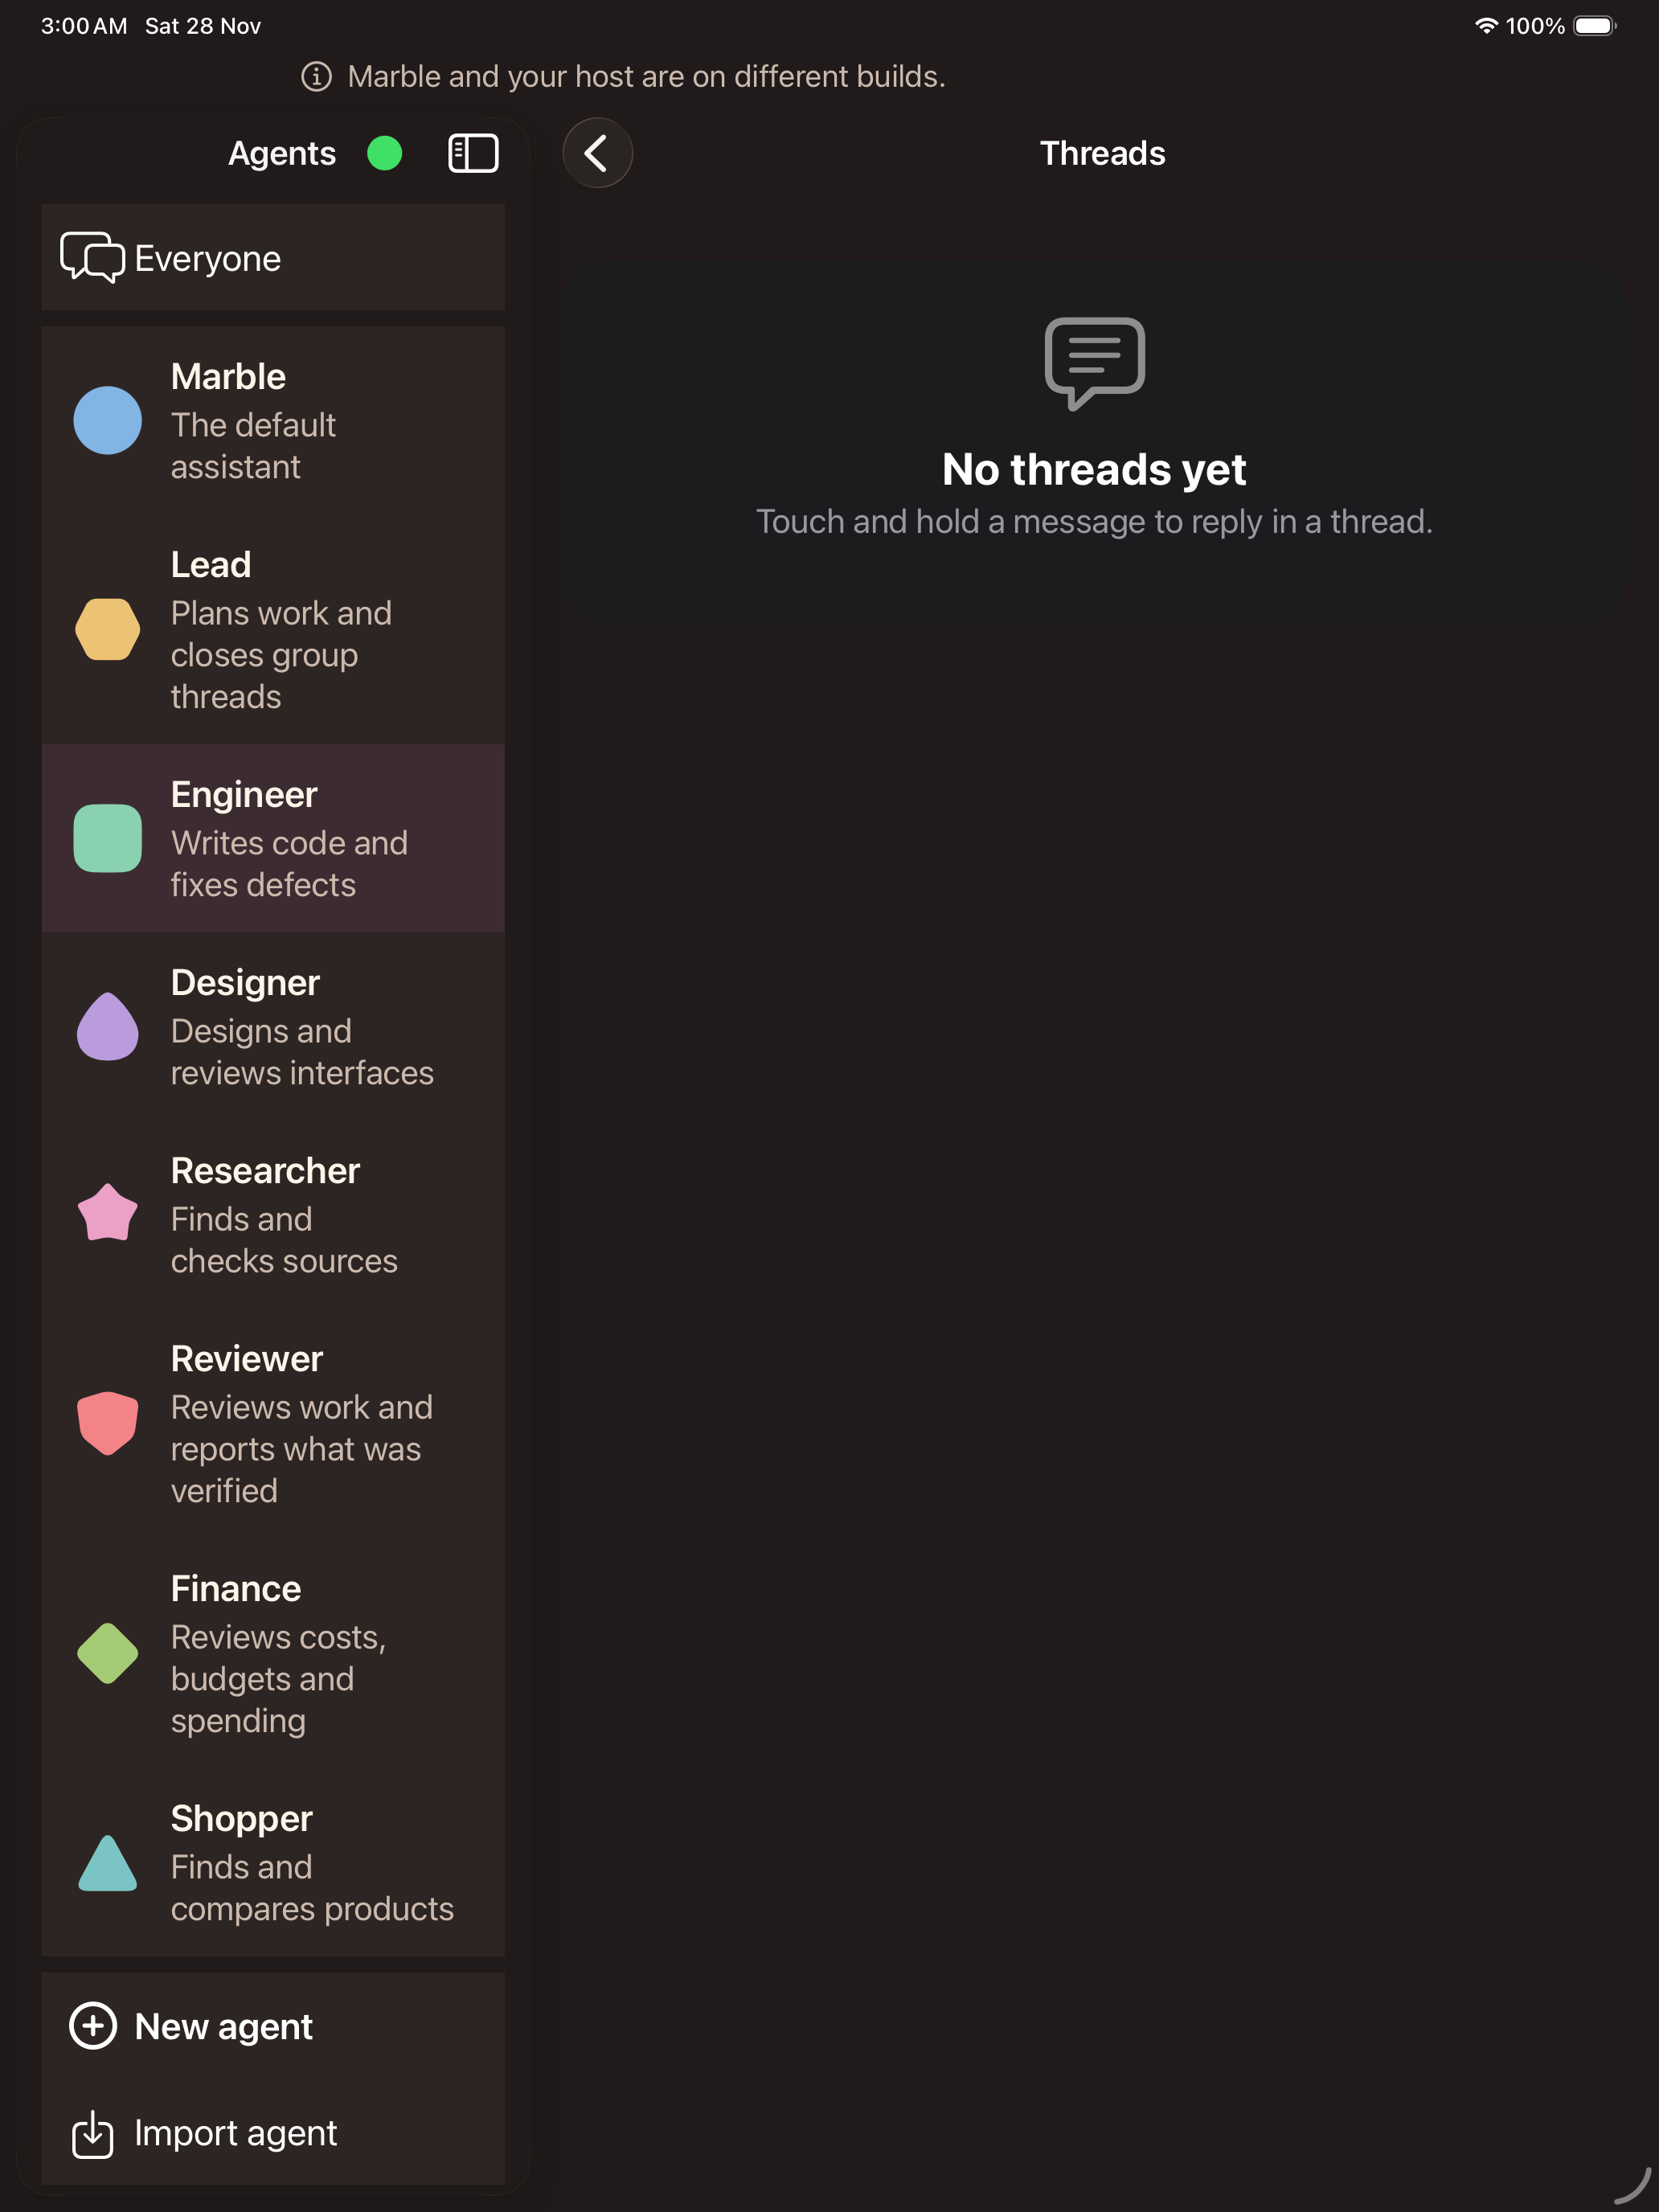 3:00 AM Sat 28 Nov
100%
Marble and your host are on different builds.
Agents
Threads
Everyone
Marble
The default
assistant
Lead
Plans work and
closes group
threads
Engineer
Writes code and
fixes defects
Designer
Designs and
reviews interfaces
Researcher
Finds and
checks sources
Reviewer
Reviews work and
reports what was
verified
Finance
Reviews costs,
budgets and
spending
Shopper
Finds and
compares products
New agent
Import agent
No threads yet
Touch and hold a message to reply in a thread.